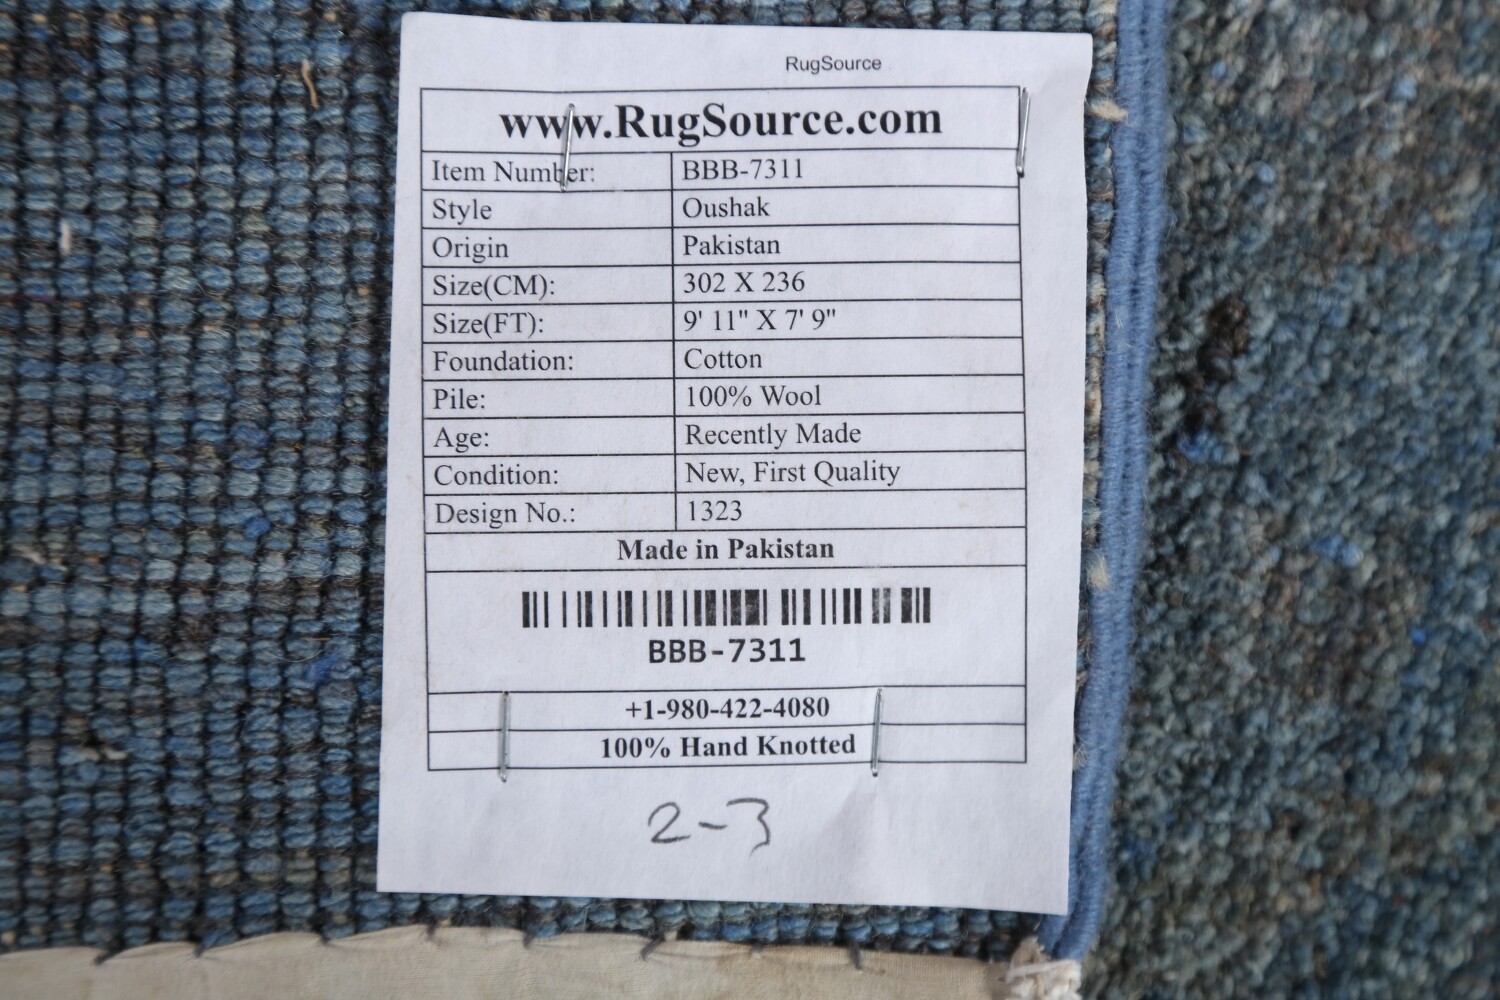 RugSource
www.RugSource.com
Item Number: BBB-7311
Style Oushak
Origin Pakistan
Size(CM): 302 X 236
Size(FT): 9' 11" X 7' 9"
Foundation: Cotton
Pile: 100% Wool
Age: Recently Made
Condition: New, First Quality
Design No.: 1323
Made in Pakistan
BBB-7311
+1-980-422-4080
100% Hand Knotted
2-3